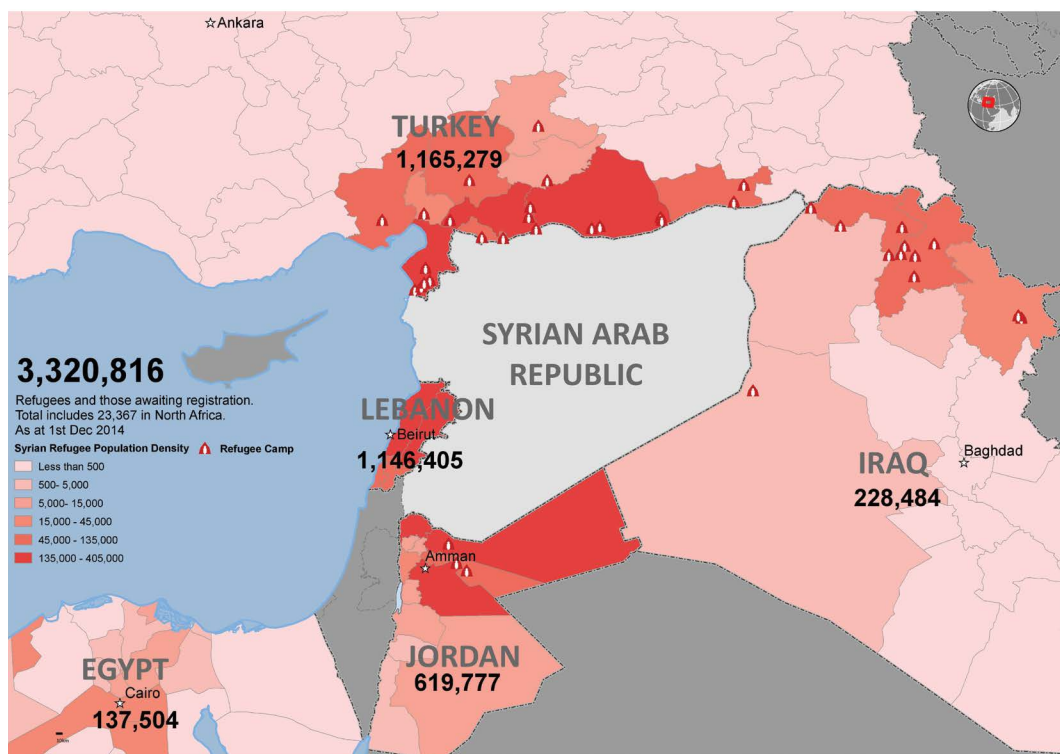 Ankara
TURKEY
1,165,279
SYRIAN ARAB
REPUBLIC
3,320,816
Refugees and those awaiting registration.
Total includes 23,367 in North Africa.
As at 1st Dec 2014
Syrian Refugee Population Density
Refugee Camp
Less than 500
500- 5,000
5,000- 15,000
15,000 - 45,000
45,000 - 135,000
135,000 - 405,000
LEBANON
Beirut
1,146,405
IRAQ
Baghdad
228,484
Amman
JORDAN
619,777
EGYPT
Cairo
137,504